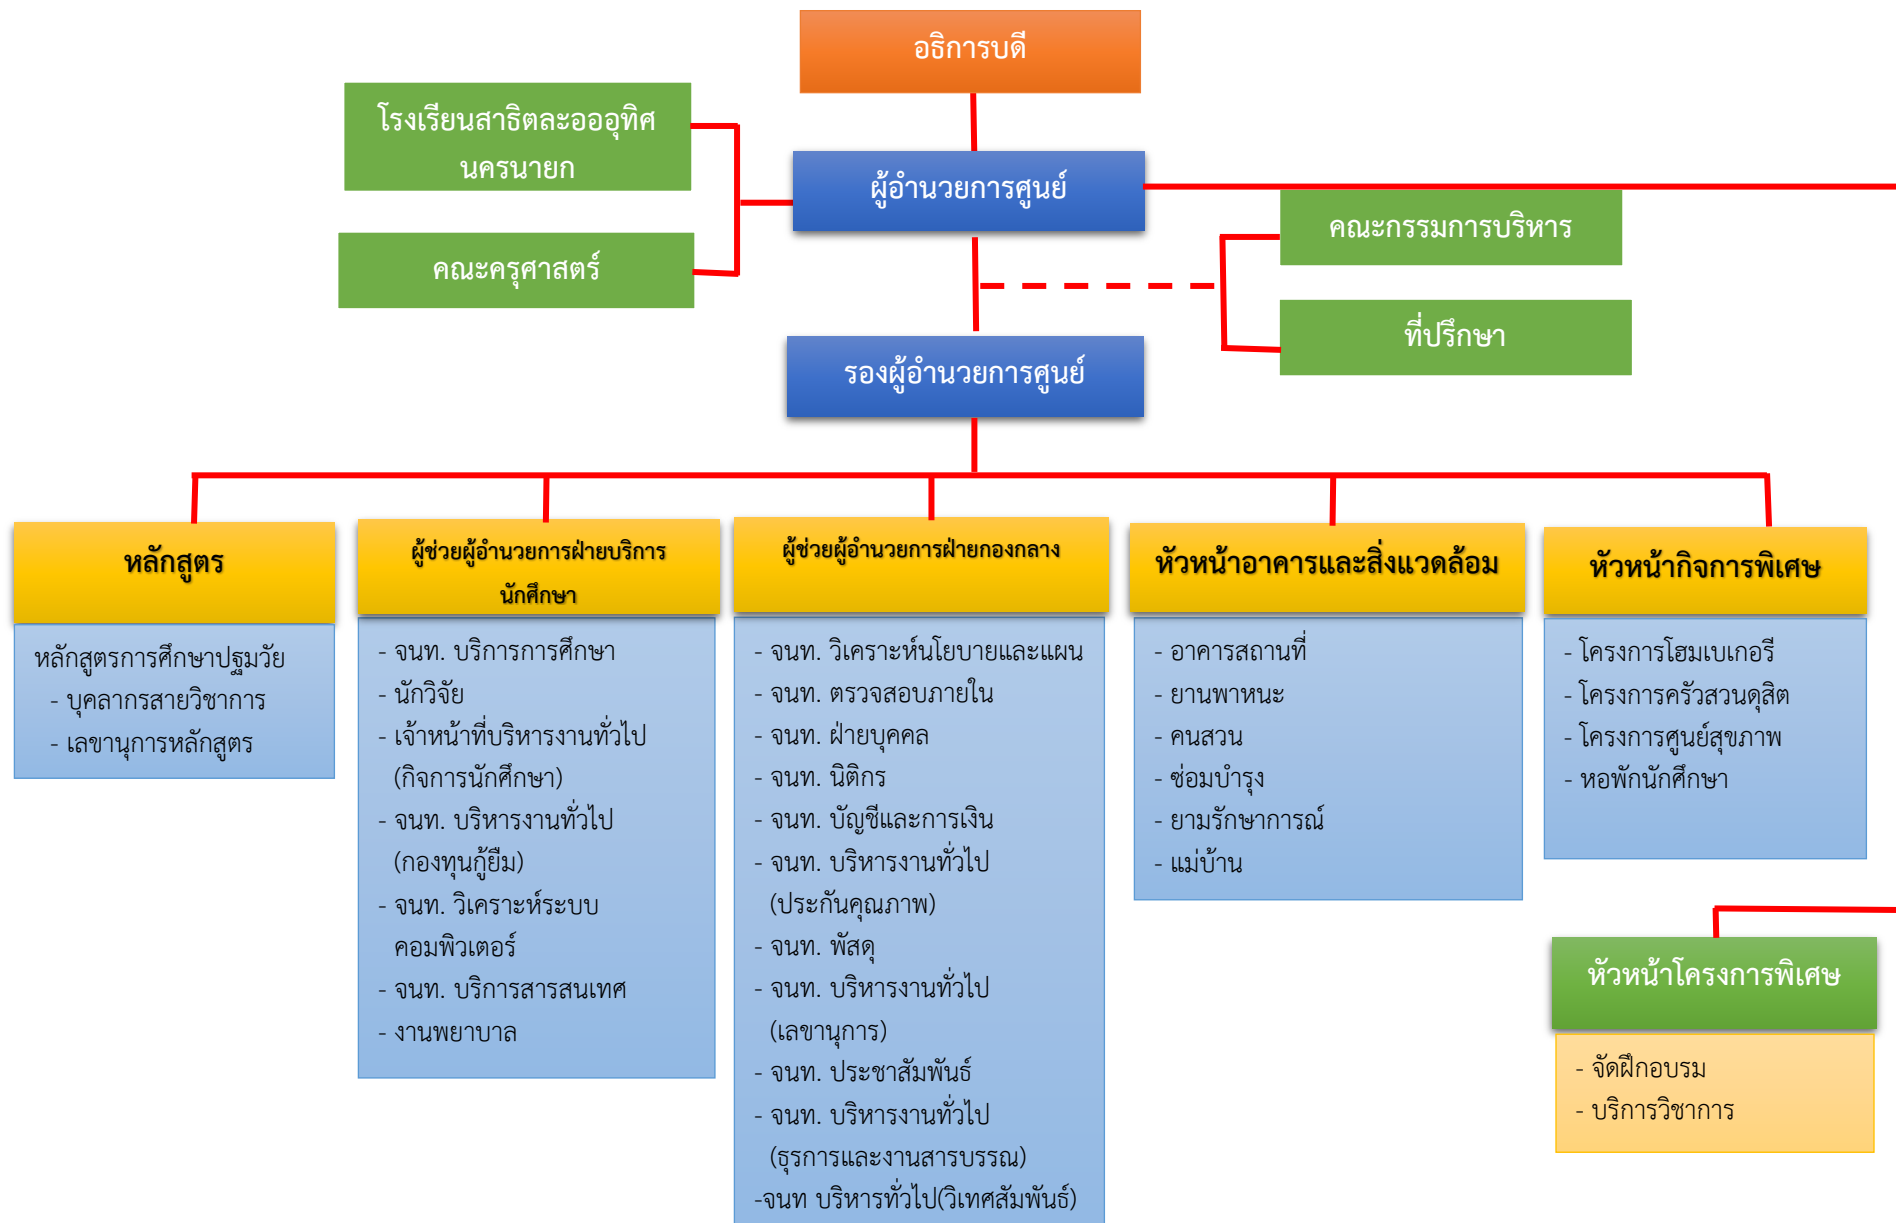 อธิการบดี
โรงเรียนสาธิตละอออุทิศ
นครนายก
ผู้อำนวยการศูนย์
คณะกรรมการบริหาร
คณะครุศาสตร์
ที่ปรึกษา
รองผู้อำนวยการศูนย์
หลักสูตร
หลักสูตรการศึกษาปฐมวัย
- บุคลากรสายวิชาการ
- เลขานุการหลักสูตร
ผู้ช่วยผู้อำนวยการฝ่ายบริการ
นักศึกษา
- จนท. บริการการศึกษา
- นักวิจัย
- เจ้าหน้าที่บริหารงานทั่วไป
(กิจการนักศึกษา)
- จนท. บริหารงานทั่วไป
(กองทุนกู้ยืม)
- จนท. วิเคราะห์ระบบ
คอมพิวเตอร์
- จนท. บริการสารสนเทศ
- งานพยาบาล
ผู้ช่วยผู้อำนวยการฝ่ายกองกลาง
- จนท. วิเคราะห์นโยบายและแผน
- จนท. ตรวจสอบภายใน
- จนท. ฝ่ายบุคคล
- จนท. นิติกร
- จนท. บัญชีและการเงิน
- จนท. บริหารงานทั่วไป
(ประกันคุณภาพ)
- จนท. พัสดุ
- จนท. บริหารงานทั่วไป
(เลขานุการ)
- จนท. ประชาสัมพันธ์
- จนท. บริหารงานทั่วไป
(ธุรการและงานสารบรรณ)
-จนท บริหารทั่วไป(วิเทศสัมพันธ์)
หัวหน้าอาคารและสิ่งแวดล้อม
- อาคารสถานที่
- ยานพาหนะ
- คนสวน
- ซ่อมบำรุง
- ยามรักษาการณ์
- แม่บ้าน
หัวหน้ากิจการพิเศษ
- โครงการโฮมเบเกอรี
- โครงการครัวสวนดุสิต
- โครงการศูนย์สุขภาพ
- หอพักนักศึกษา
หัวหน้าโครงการพิเศษ
- จัดฝึกอบรม
- บริการวิชาการ